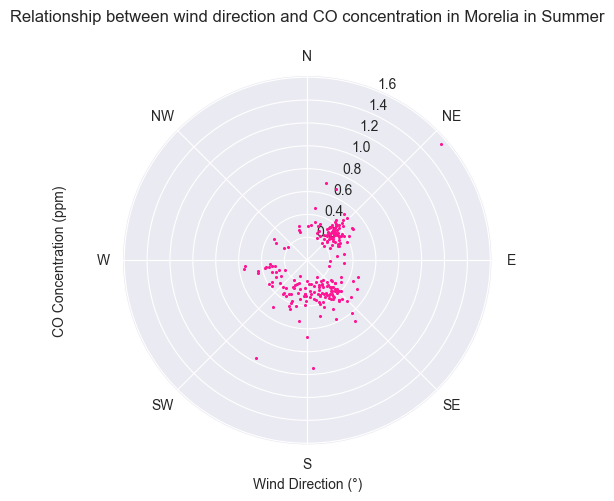 Relationship between wind direction and CO concentration in Morelia in Summer
N
NW
NE
1.6
1.4
1.2
1.0
0.8
0.6
0.4
W
E
CO Concentration (ppm)
SW
SE
S
Wind Direction (°)